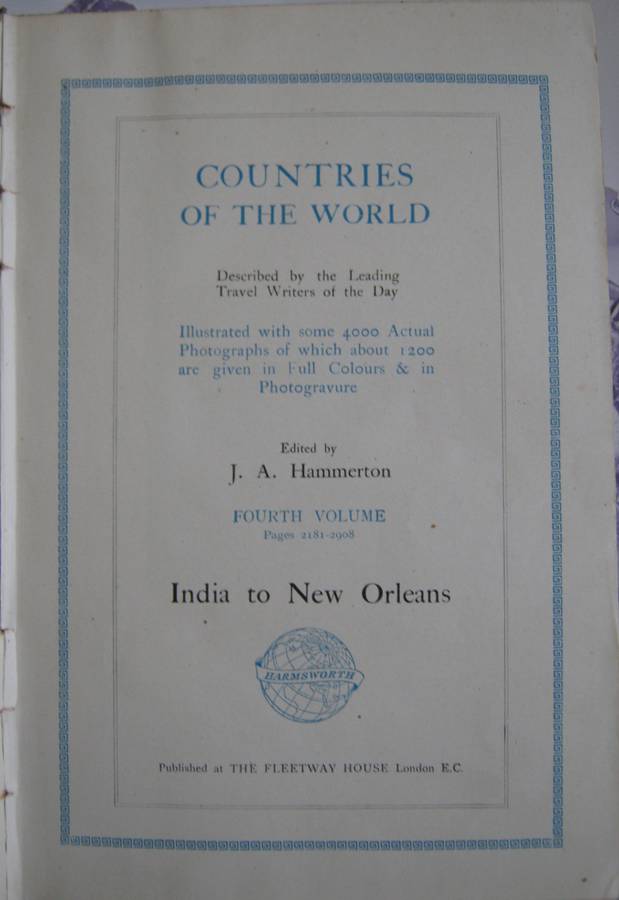 COUNTRIES
OF THE WORLD
Described by the Leading
Travel Writers of the Day
Illustrated with some 4000 Actual
Photographs of which about 1200
are given in Full Colours & in
Photogravure
Edited by
J. A. Hammerton
FOURTH VOLUME
Pages 2181-2908
India to New Orleans
HARMSWORTH
Published at THE FLEETWAY HOUSE London E.C.